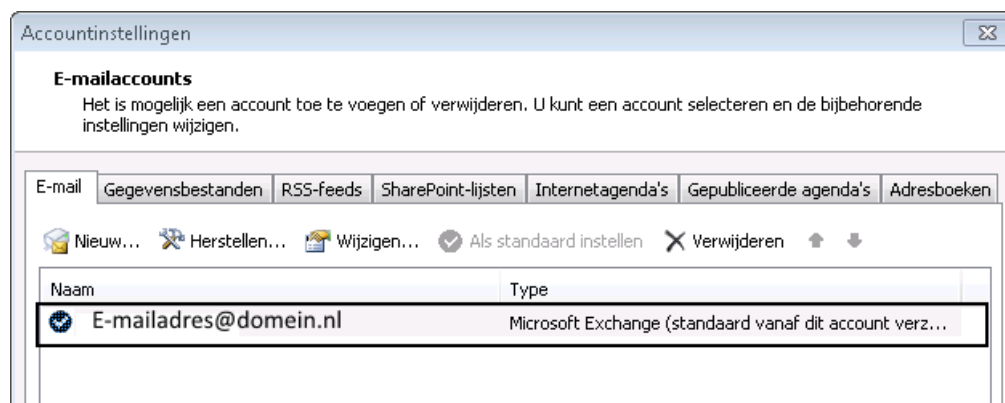 Accountinstellingen
E-mailaccounts
Het is mogelijk een account toe te voegen of verwijderen. U kunt een account selecteren en de bijbehorende
instellingen wijzigen.
E-mail Gegevensbestanden RSS-feeds SharePoint-lijsten Internetagenda's Gepubliceerde agenda's Adresboeken
Nieuw... Herstellen... Wijzigen... Als standaard instellen Verwijderen
Naam Type
E-mailadres@domein.nl Microsoft Exchange (standaard vanaf dit account verz...